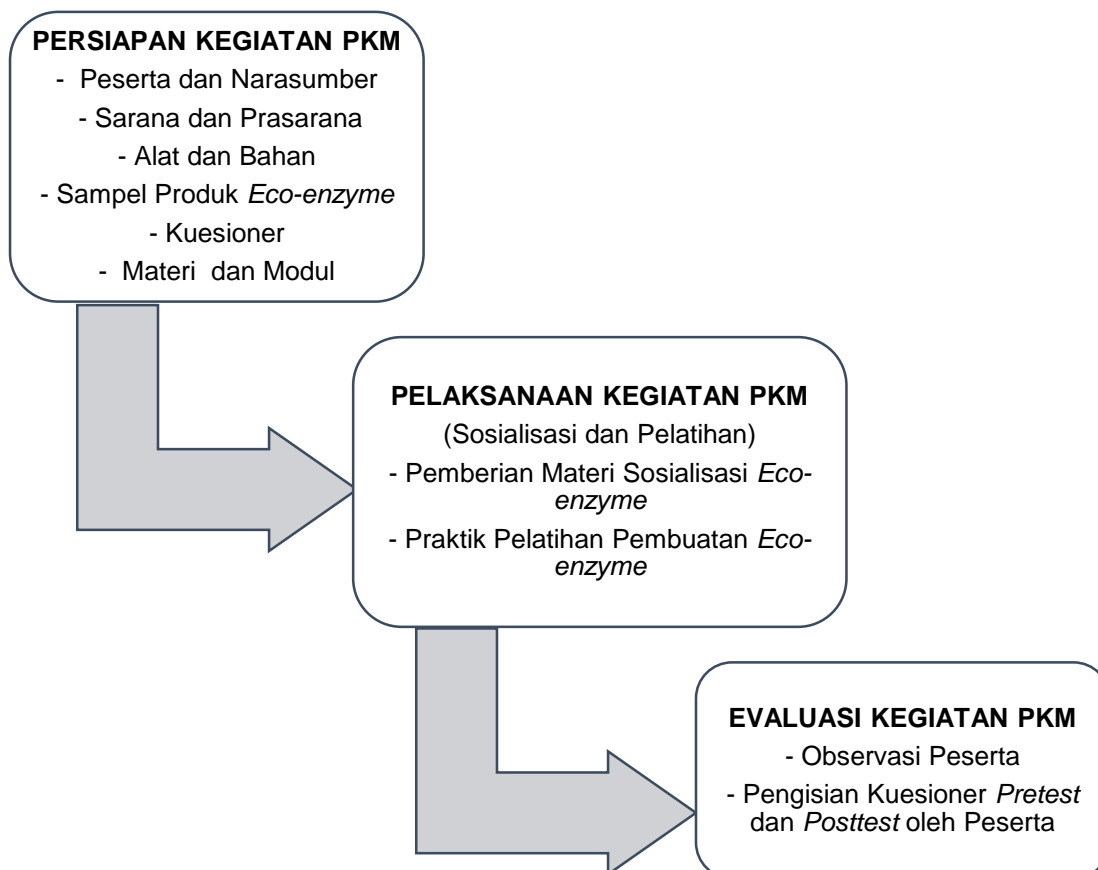 PERSIAPAN KEGIATAN PKM
- Peserta dan Narasumber
- Sarana dan Prasarana
- Alat dan Bahan
- Sampel Produk Eco-enzyme
- Kuesioner
- Materi dan Modul
PELAKSANAAN KEGIATAN PKM
(Sosialisasi dan Pelatihan)
- Pemberian Materi Sosialisasi Eco-
enzyme
- Praktik Pelatihan Pembuatan Eco-
enzyme
EVALUASI KEGIATAN PKM
- Observasi Peserta
- Pengisian Kuesioner Pretest
dan Posttest oleh Peserta